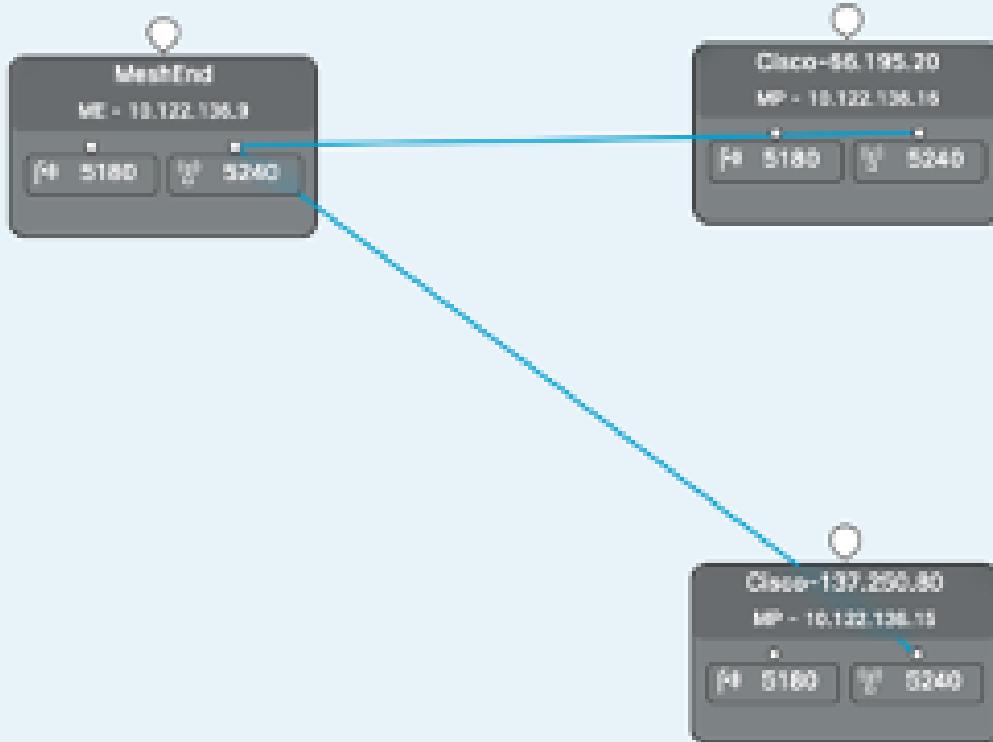 MeshEnd
ME - 10.122.136.9
5180 5240
Cisco-66.195.20
MP - 10.122.136.16
5180 5240
Cisco-137.250.80
MP - 10.122.136.15
5180 5240